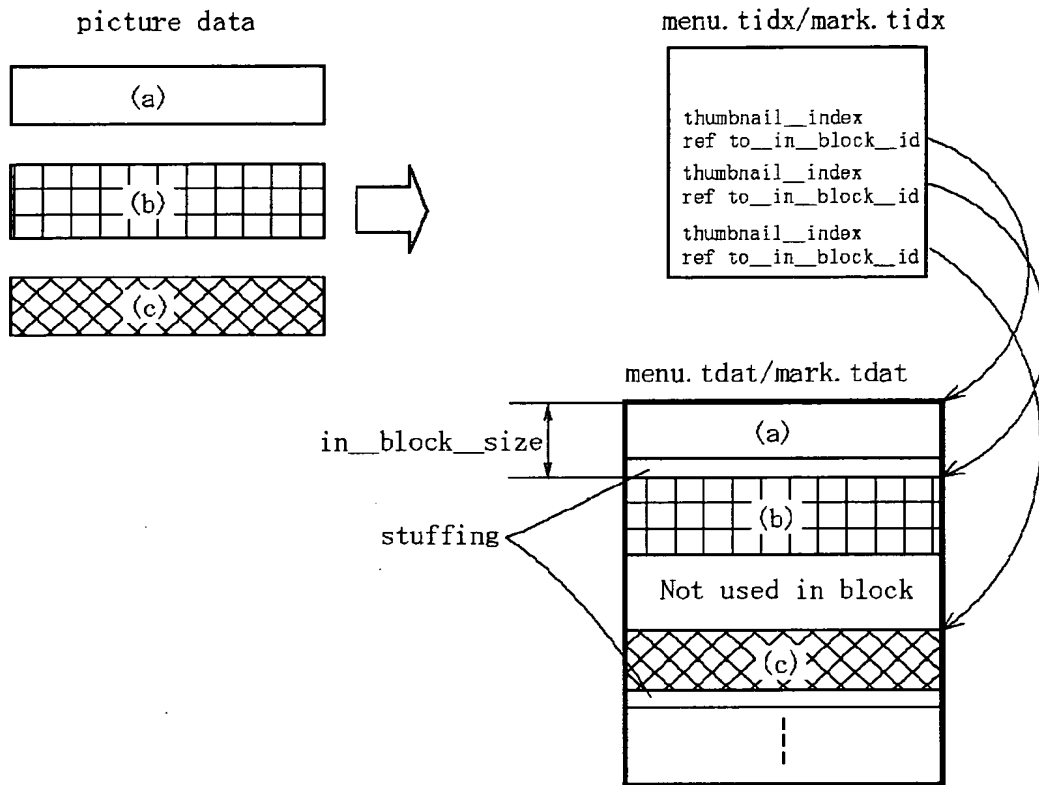 picture data
(a)
(b)
(c)
menu.tidx/mark.tidx
thumbnail__index
ref to__in__block__id
thumbnail__index
ref to__in__block__id
thumbnail__index
ref to__in__block__id
menu.tdat/mark.tdat
in__block__size
(a)
stuffing
(b)
Not used in block
(c)